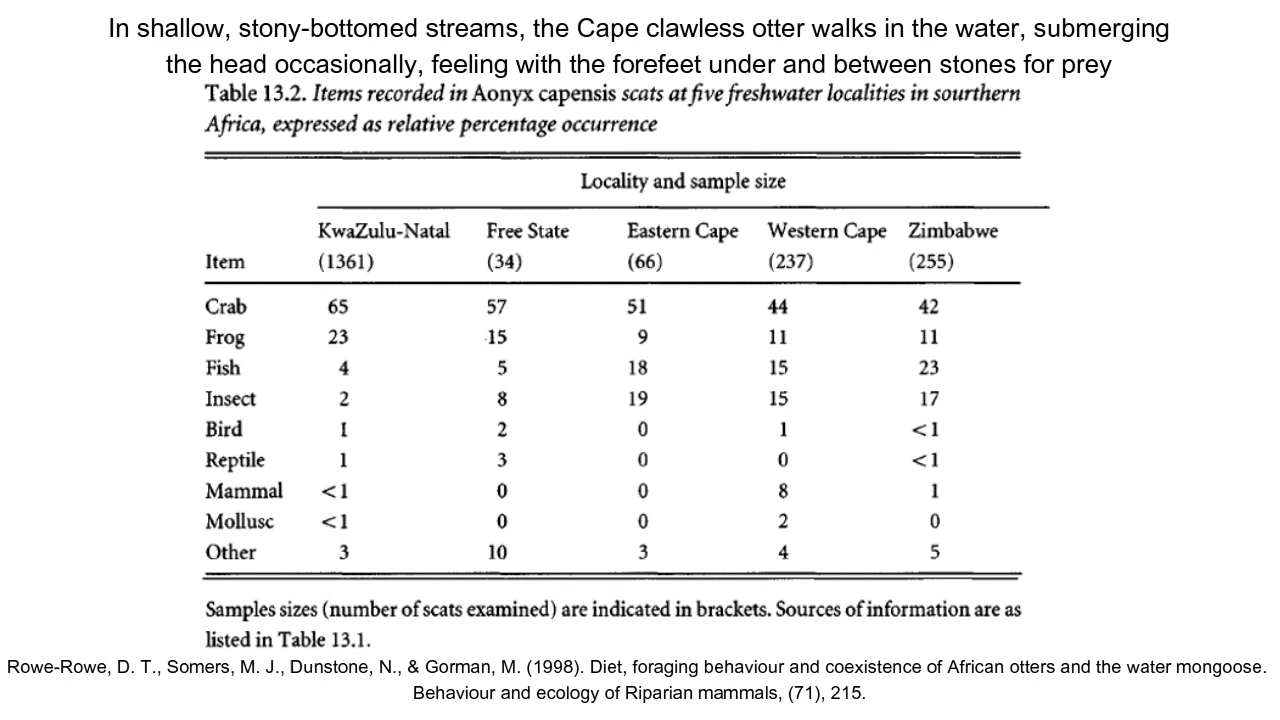 In shallow, stony-bottomed streams, the Cape clawless otter walks in the water, submerging
the head occasionally, feeling with the forefeet under and between stones for prey
Table 13.2. Items recorded in Aonyx capensis scats at five freshwater localities in sourthern
Africa, expressed as relative percentage occurrence
Locality and sample size
KwaZulu-Natal Free State Eastern Cape Western Cape Zimbabwe
Item (1361) (34) (66) (237) (255)
Crab 65 57 51 44 42
Frog 23 15 9 11 11
Fish 4 5 18 15 23
Insect 2 8 19 15 17
Bird 1 2 0 1 <1
Reptile 1 3 0 0 <1
Mammal <1 0 0 8 1
Mollusc <1 0 0 2 0
Other 3 10 3 4 5
Samples sizes (number of scats examined) are indicated in brackets. Sources of information are as
listed in Table 13.1.
Rowe-Rowe, D. T., Somers, M. J., Dunstone, N., & Gorman, M. (1998). Diet, foraging behaviour and coexistence of African otters and the water mongoose.
Behaviour and ecology of Riparian mammals, (71), 215.